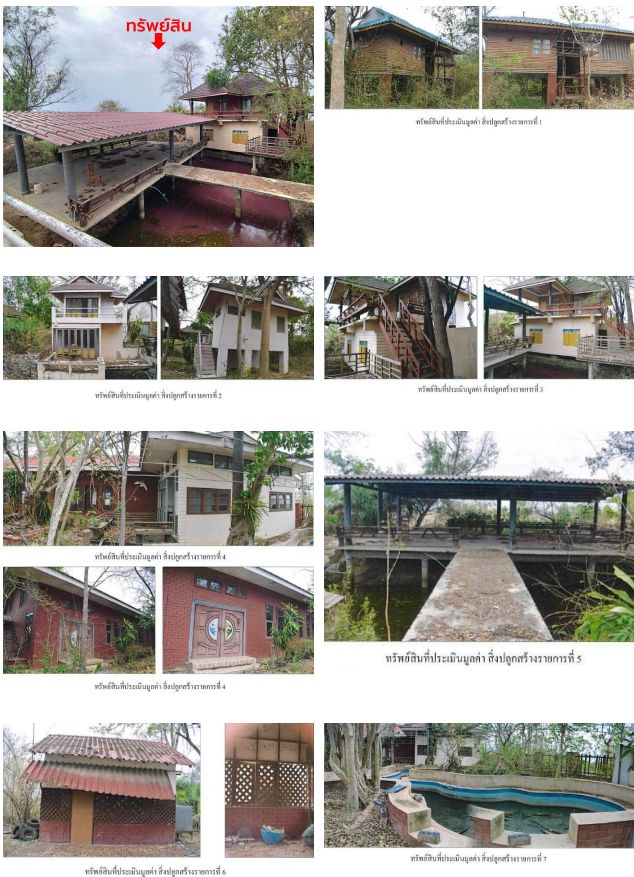 ทรัพย์สิน
ทรัพย์สินที่ประเมินมูลค่า สิ่งปลูกสร้างรายการที่ 1
ทรัพย์สินที่ประเมินมูลค่า สิ่งปลูกสร้างรายการที่ 2
ทรัพย์สินที่ประเมินมูลค่า สิ่งปลูกสร้างรายการที่ 3
ทรัพย์สินที่ประเมินมูลค่า สิ่งปลูกสร้างรายการที่ 4
ทรัพย์สินที่ประเมินมูลค่า สิ่งปลูกสร้างรายการที่ 4
ทรัพย์สินที่ประเมินมูลค่า สิ่งปลูกสร้างรายการที่ 5
ทรัพย์สินที่ประเมินมูลค่า สิ่งปลูกสร้างรายการที่ 6
ทรัพย์สินที่ประเมินมูลค่า สิ่งปลูกสร้างรายการที่ 7